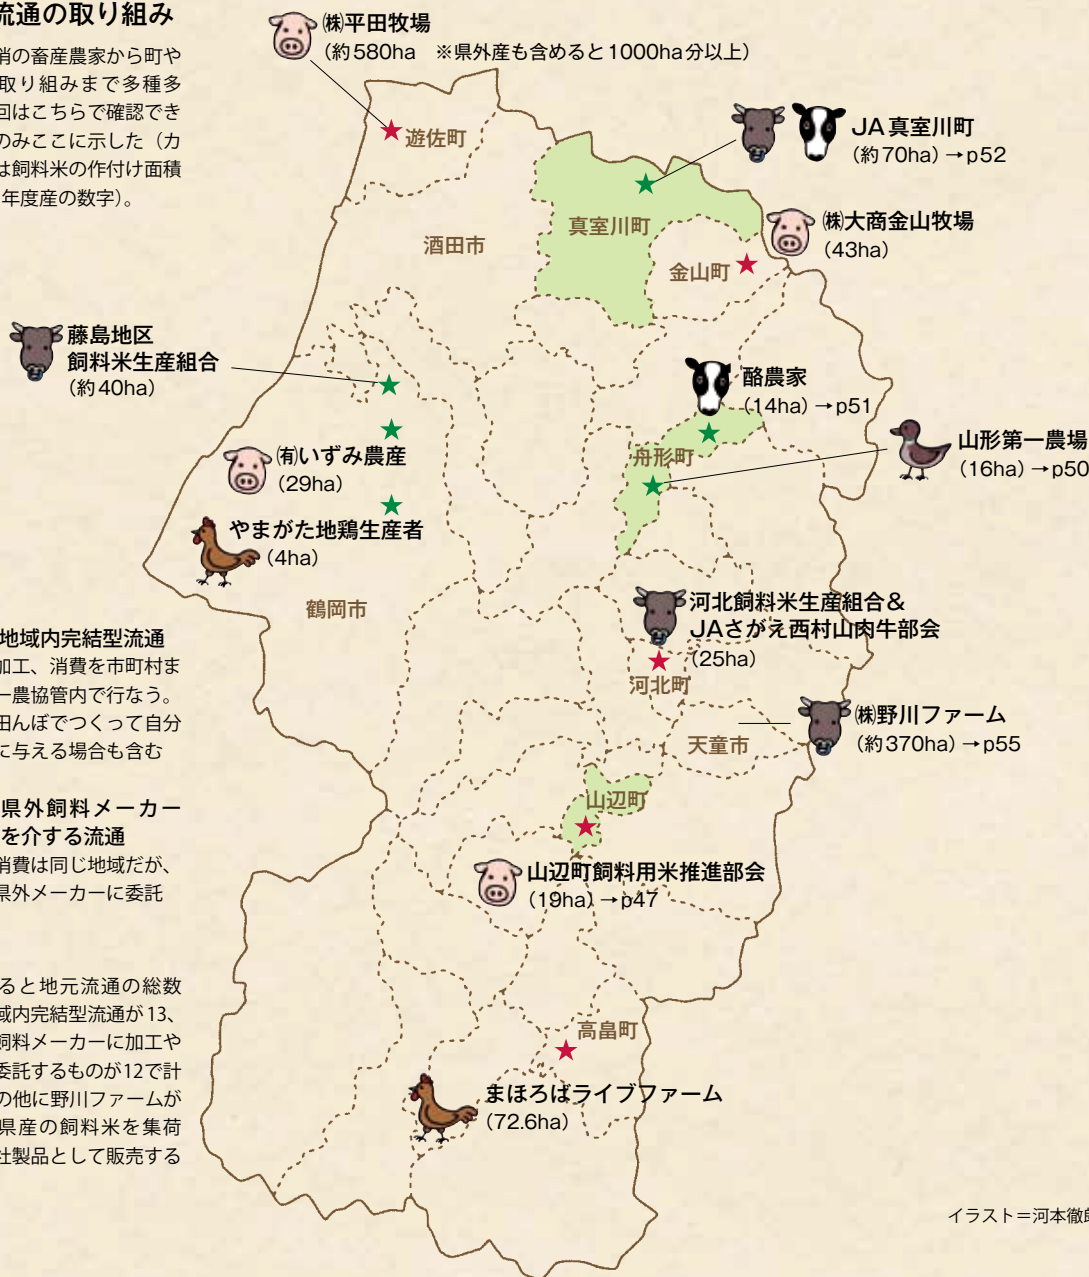 流通の取り組み
の畜産農家から町や
取り組みまで多種多
回はこちらで確認でき
のみここに示した（カ
は飼料米の作付け面積
年度産の数字）。
㈱平田牧場
（約580ha　※県外産も含めると1000ha分以上）
遊佐町
JA真室川町
（約70ha）→p52
真室川町
酒田市
㈱大商金山牧場
（43ha）
金山町
藤島地区
飼料米生産組合
（約40ha）
酪農家
（14ha）→p51
山形第一農場
（16ha）→p50
舟形町
㈲いずみ農産
（29ha）
やまがた地鶏生産者
（4ha）
鶴岡市
河北飼料米生産組合＆
JAさがえ西村山肉牛部会
（25ha）
河北町
㈱野川ファーム
（約370ha）→p55
天童市
山辺町
山辺町飼料用米推進部会
（19ha）→p47
高畠町
まほろばライブファーム
（72.6ha）
地域内完結型流通
加工、消費を市町村ま
一農協管内で行なう。
田んぼでつくって自分
に与える場合も含む
県外飼料メーカー
を介する流通
消費は同じ地域だが、
県外メーカーに委託
ると地元流通の総数
域内完結型流通が13、
飼料メーカーに加工や
委託するものが12で計
の他に野川ファームが
県産の飼料米を集荷
社製品として販売する
イラスト＝河本徹